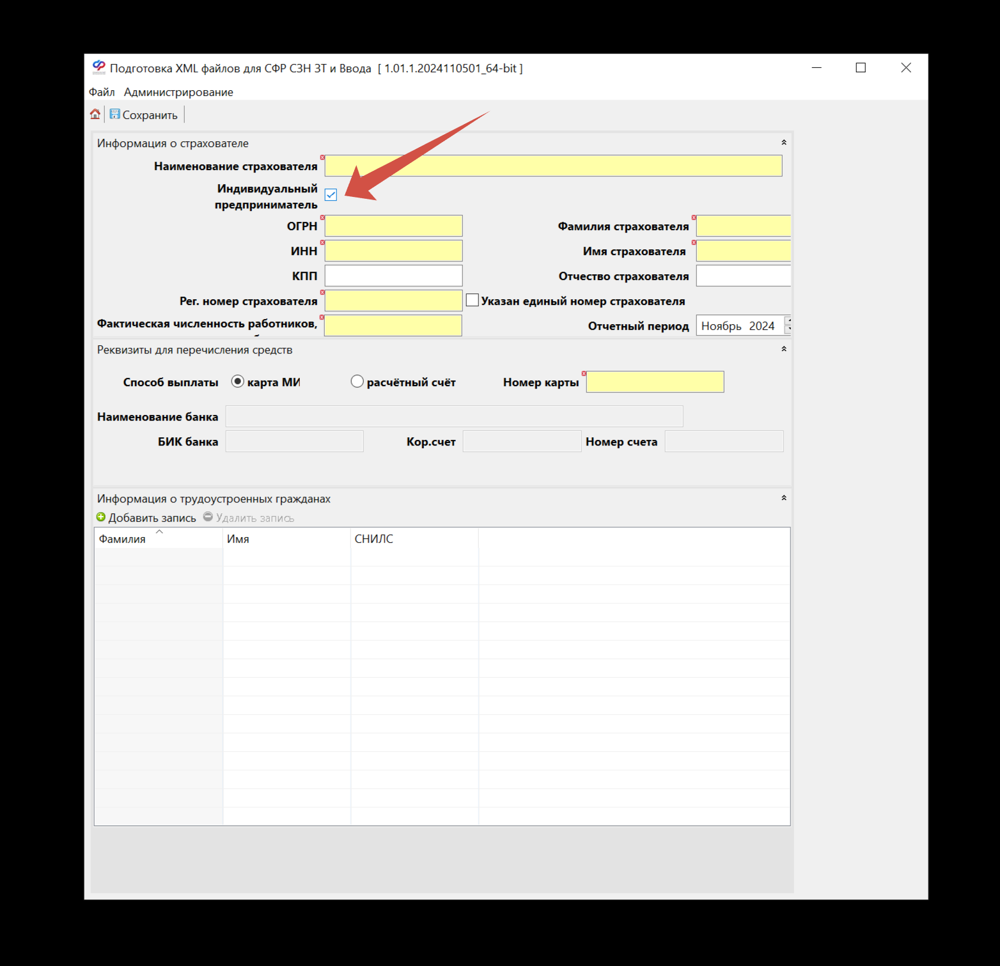 Подготовка XML файлов для СФР СЗН ЗТ и Ввода [ 1.01.1.2024110501_64-bit ]
Файл Администрирование
Сохранить
Информация о страхователе
Наименование страхователя
Индивидуальный
предприниматель
ОГРН
Фамилия страхователя
ИНН
Имя страхователя
КПП
Отчество страхователя
Рег. номер страхователя
Указан единый номер страхователя
Фактическая численность работников,
Отчетный период
Ноябрь 2024
Реквизиты для перечисления средств
Способ выплаты
карта МИ
расчётный счёт
Номер карты
Наименование банка
БИК банка
Кор.счет
Номер счета
Информация о трудоустроенных гражданах
Добавить запись
Удалить запись
Фамилия
Имя
СНИЛС